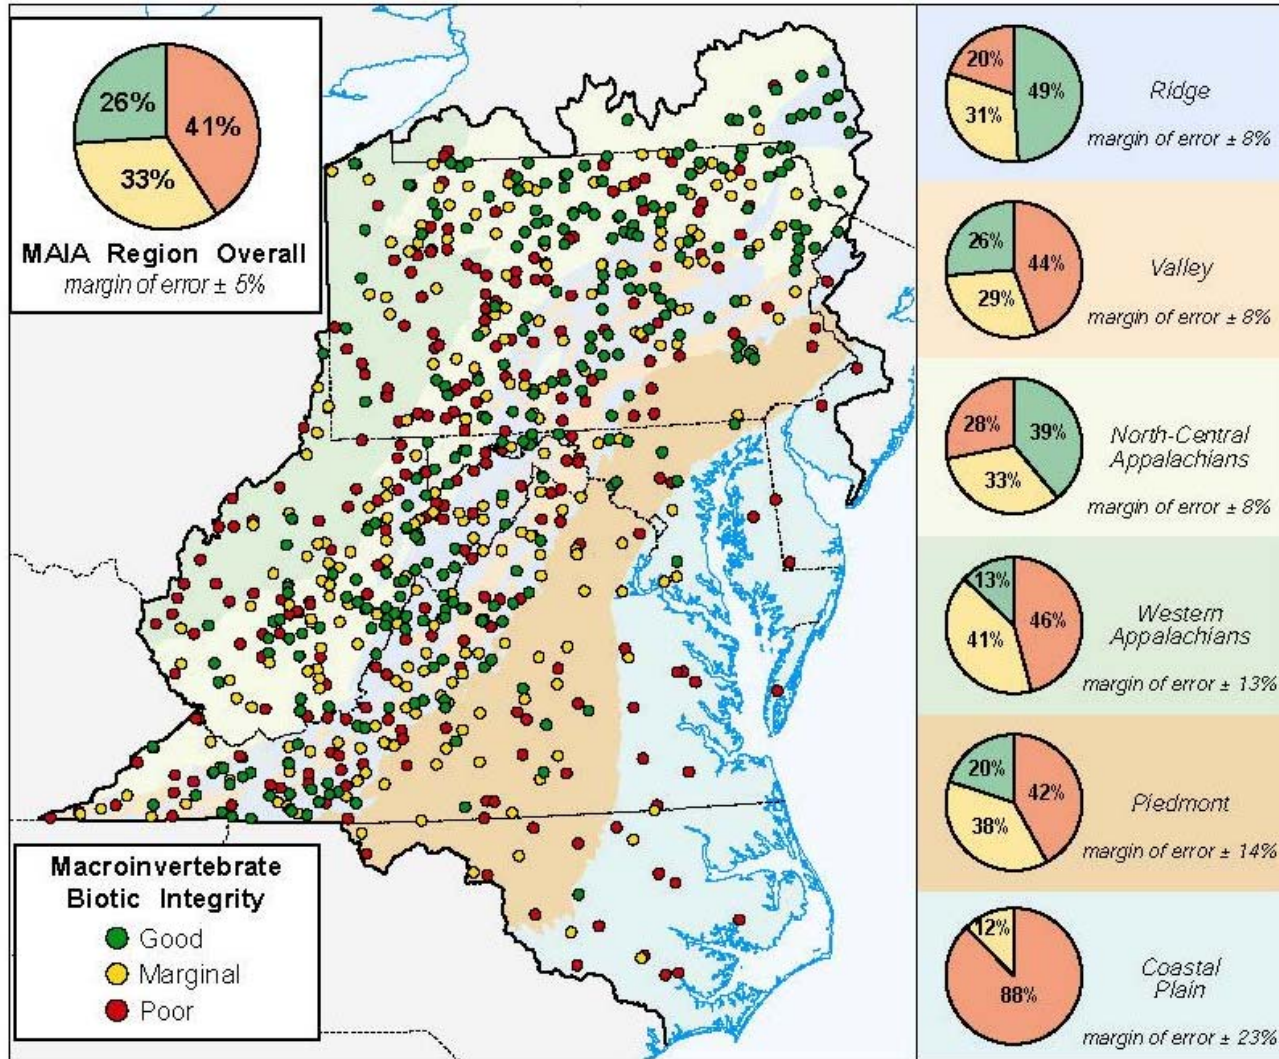 26%
41%
33%
MAIA Region Overall
margin of error ± 5%
20%
49%
31%
Ridge
margin of error ± 8%
26%
44%
29%
Valley
margin of error ± 8%
28%
39%
33%
North-Central
Appalachians
margin of error ± 8%
13%
46%
41%
Western
Appalachians
margin of error ± 13%
20%
42%
38%
Piedmont
margin of error ± 14%
12%
88%
Coastal
Plain
margin of error ± 23%
Macroinvertebrate
Biotic Integrity
Good
Marginal
Poor